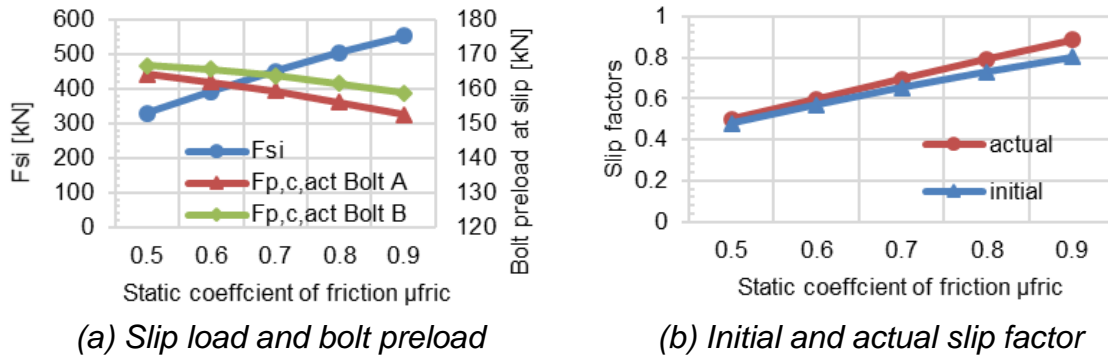 600
500
400
300
200
100
0
Fsi [kN]
Fsi
Fp,c,act Bolt A
Fp,c,act Bolt B
180
170
160
150
140
130
120
Bolt preload at slip [kN]
0.5 0.6 0.7 0.8 0.9
Static coeffcient of friction µfric
(a) Slip load and bolt preload
1
0.8
0.6
0.4
0.2
0
Slip factors
actual
initial
0.5 0.6 0.7 0.8 0.9
Static coeffcient of friction µfric
(b) Initial and actual slip factor